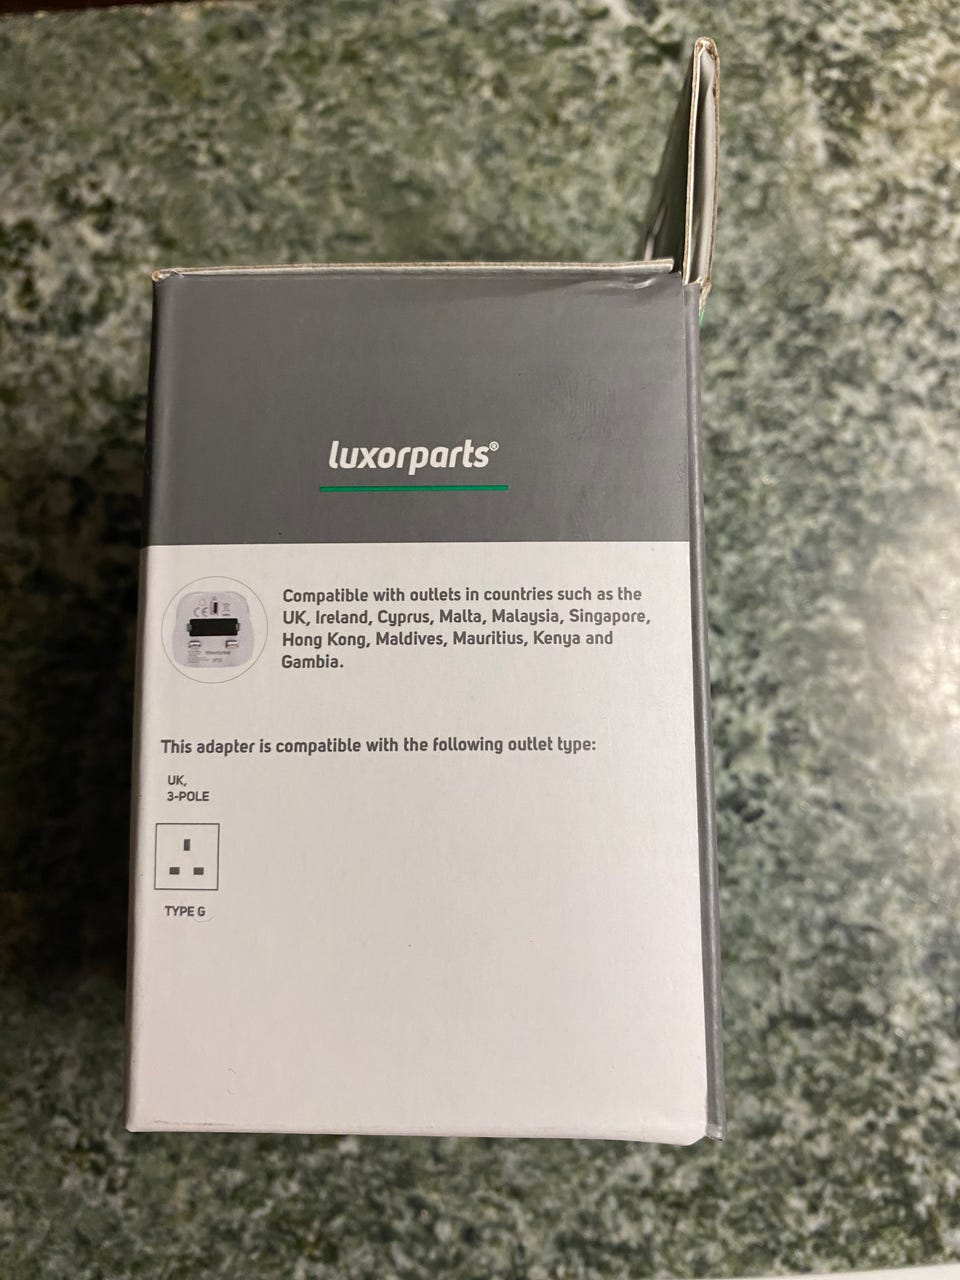 luxorparts®
Compatible with outlets in countries such as the
UK, Ireland, Cyprus, Malta, Malaysia, Singapore,
Hong Kong, Maldives, Mauritius, Kenya and
Gambia.
This adapter is compatible with the following outlet type:
UK,
3-POLE
TYPE G